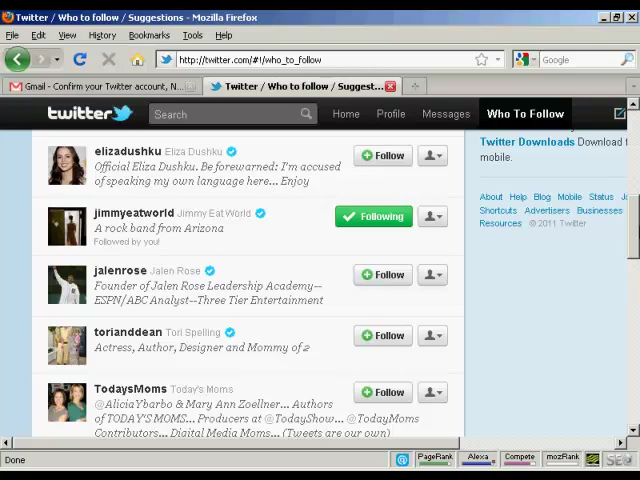 Twitter / Who to follow / Suggestions - Mozilla Firefox
File Edit View History Bookmarks Tools Help
http://twitter.com/#!/who_to_follow
Google
Gmail - Confirm your Twitter account, N...
Twitter / Who to follow / Suggest...
twitter
Search
Home Profile Messages Who To Follow
elizadushku Eliza Dushku
Official Eliza Dushku. Be forewarned: I'm accused
of speaking my own language here... Enjoy
Follow
jimmyeatworld Jimmy Eat World
A rock band from Arizona
Followed by you!
Following
jalenrose Jalen Rose
Founder of Jalen Rose Leadership Academy--
ESPN/ABC Analyst--Three Tier Entertainment
Follow
torianddean Tori Spelling
Actress, Author, Designer and Mommy of 2
Follow
TodaysMoms Today's Moms
@AliciaYbarbo & Mary Ann Zoellner... Authors
of TODAY'S MOMS... Producers at @TodayShow... @TodayMoms
Contributors... Digital Media Moms... (Tweets are our own)
Follow
Twitter Downloads Download
mobile.
About Help Blog Mobile Status
Shortcuts Advertisers Businesses
Resources © 2011 Twitter
Done
PageRank
Alexa
Compete
mozRank